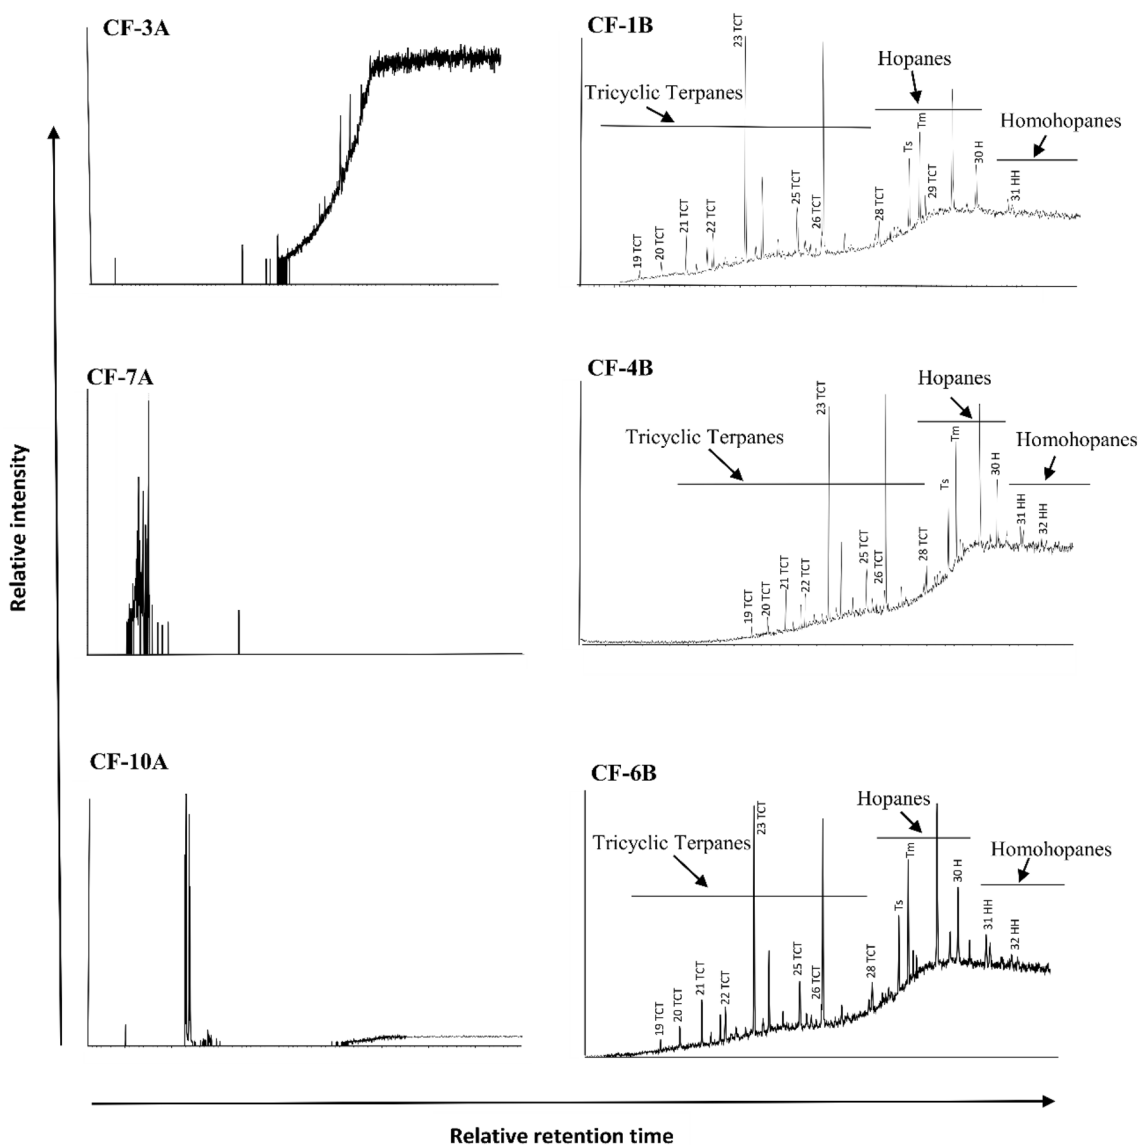 CF-3A
CF-1B
23 TCT
Hopanes
Tricyclic Terpanes
Homohopanes
Tm
Ts
30 H
29 TCT
31 HH
25 TCT
28 TCT
21 TCT
22 TCT
26 TCT
20 TCT
19 TCT
CF-7A
CF-4B
Hopanes
23 TCT
Tricyclic Terpanes
Homohopanes
Tm
30 H
Ts
31 HH
32 HH
25 TCT
28 TCT
26 TCT
21 TCT
22 TCT
20 TCT
19 TCT
Relative intensity
CF-10A
CF-6B
Hopanes
23 TCT
Tricyclic Terpanes
Homohopanes
Tm
30 H
Ts
31 HH
32 HH
25 TCT
28 TCT
26 TCT
21 TCT
22 TCT
20 TCT
19 TCT
Relative retention time